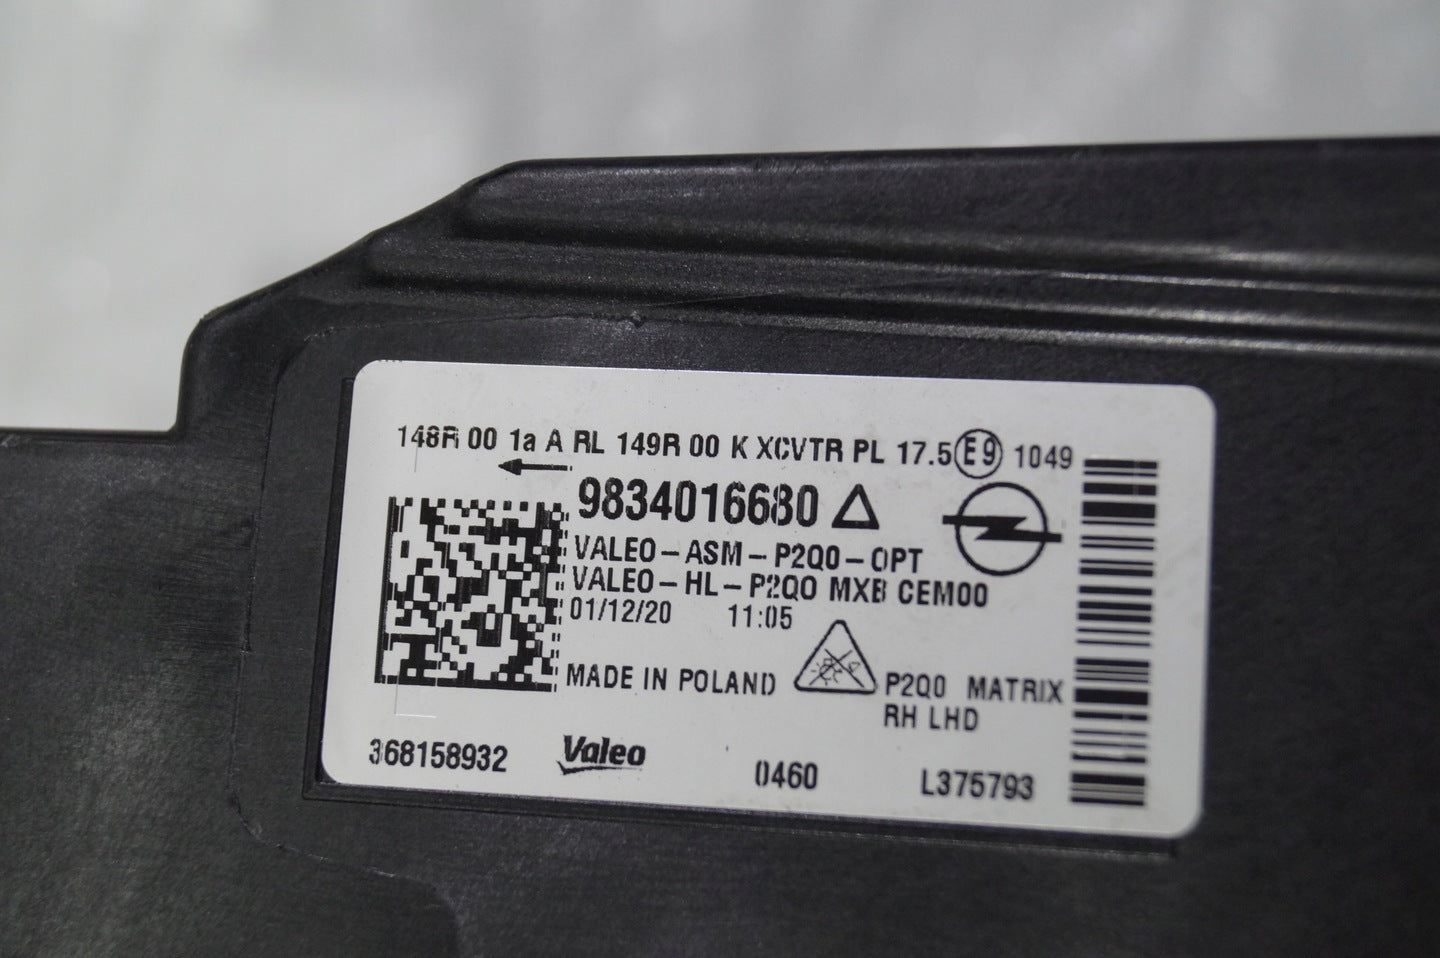 148R 00 1a A RL 149R 00 K XCVTR PL 17.5 E9 1049
9834016680
VALEO-ASM-P2Q0-OPT
VALEO-HL-P2Q0 MXB CEM00
01/12/20 11:05
MADE IN POLAND
P2Q0 MATRIX
RH LHD
368158932 Valeo 0460 L375793